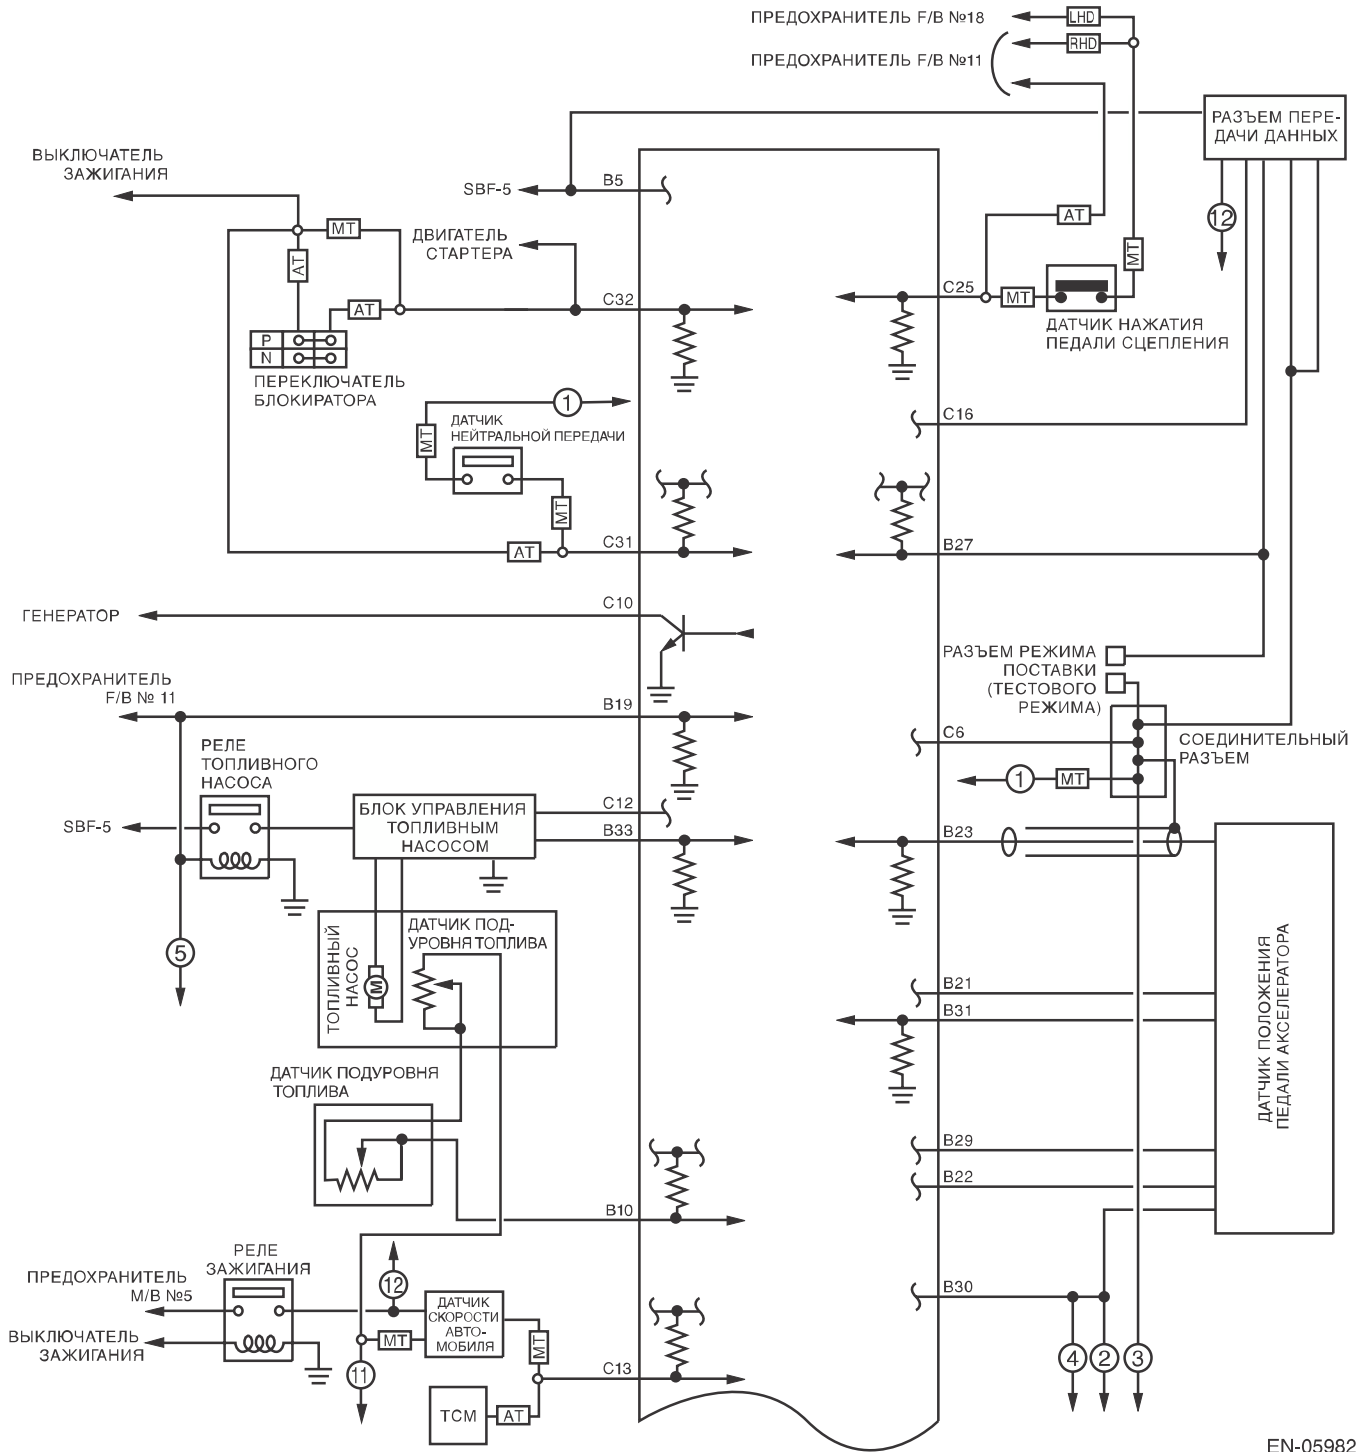 ПРЕДОХРАНИТЕЛЬ F/B №18
LHD
RHD
ПРЕДОХРАНИТЕЛЬ F/B №11
РАЗЪЕМ ПЕРЕ-
ДАЧИ ДАННЫХ
ВЫКЛЮЧАТЕЛЬ
ЗАЖИГАНИЯ
SBF-5
B5
AT
12
MT
ДВИГАТЕЛЬ
СТАРТЕРА
MT
AT
C25
MT
AT
C32
ДАТЧИК НАЖАТИЯ
ПЕДАЛИ СЦЕПЛЕНИЯ
P
N
ПЕРЕКЛЮЧАТЕЛЬ
БЛОКИРАТОРА
1
C16
ДАТЧИК
НЕЙТРАЛЬНОЙ ПЕРЕДАЧИ
MT
MT
AT
C31
B27
ГЕНЕРАТОР
C10
РАЗЪЕМ РЕЖИМА
ПОСТАВКИ
(ТЕСТОВОГО
РЕЖИМА)
ПРЕДОХРАНИТЕЛЬ
F/B № 11
B19
C6
СОЕДИНИТЕЛЬНЫЙ
РАЗЪЕМ
РЕЛЕ
ТОПЛИВНОГО
НАСОСА
1
MT
БЛОК УПРАВЛЕНИЯ
ТОПЛИВНЫМ
НАСОСОМ
C12
SBF-5
B33
B23
ДАТЧИК ПОД-
УРОВНЯ ТОПЛИВА
ТОПЛИВНЫЙ
НАСОС
M
5
B21
B31
ДАТЧИК ПОЛОЖЕНИЯ
ПЕДАЛИ АКСЕЛЕРАТОРА
ДАТЧИК ПОДУРОВНЯ
ТОПЛИВА
B29
B22
B10
РЕЛЕ
ЗАЖИГАНИЯ
ПРЕДОХРАНИТЕЛЬ
M/B №5
12
ДАТЧИК
СКОРОСТИ
АВТО-
МОБИЛЯ
B30
ВЫКЛЮЧАТЕЛЬ
ЗАЖИГАНИЯ
MT
MT
11
C13
4
2
3
TCM
AT
EN-05982